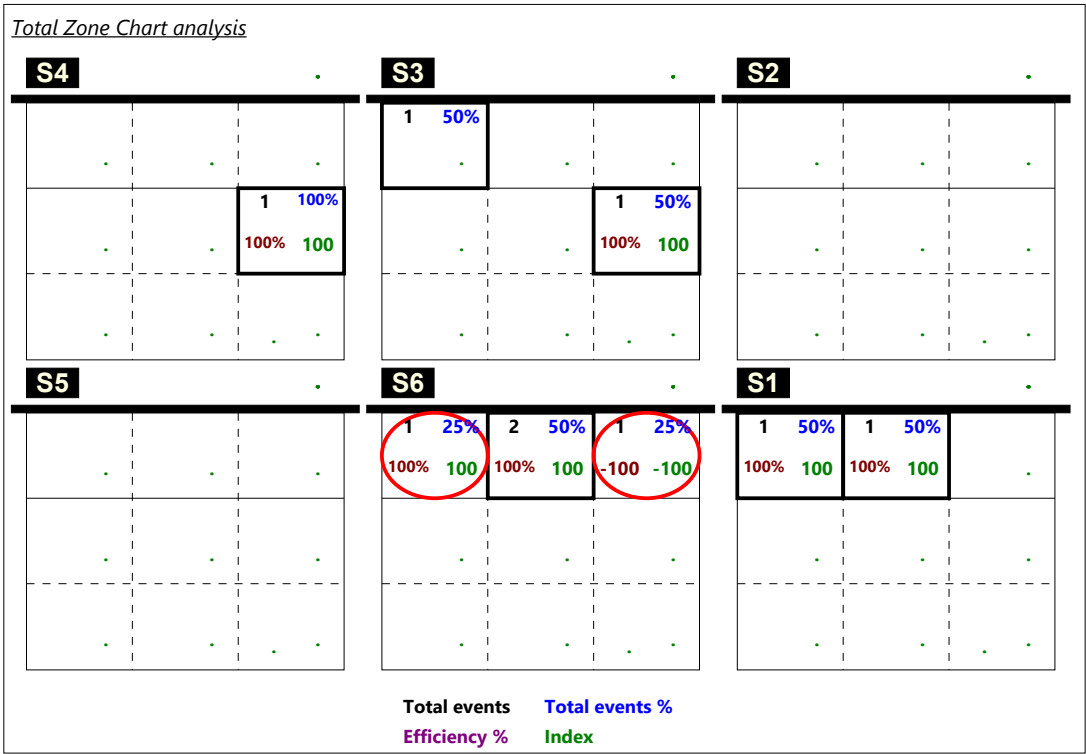 Total Zone Chart analysis
S4 S3 S2
1 50%
1 100% 1 50%
100% 100 100% 100
S5 S6 S1
1 25% 2 50% 1 25% 1 50% 1 50%
100% 100 100% 100 -100 -100 100% 100 100% 100
Total events Total events %
Efficiency % Index